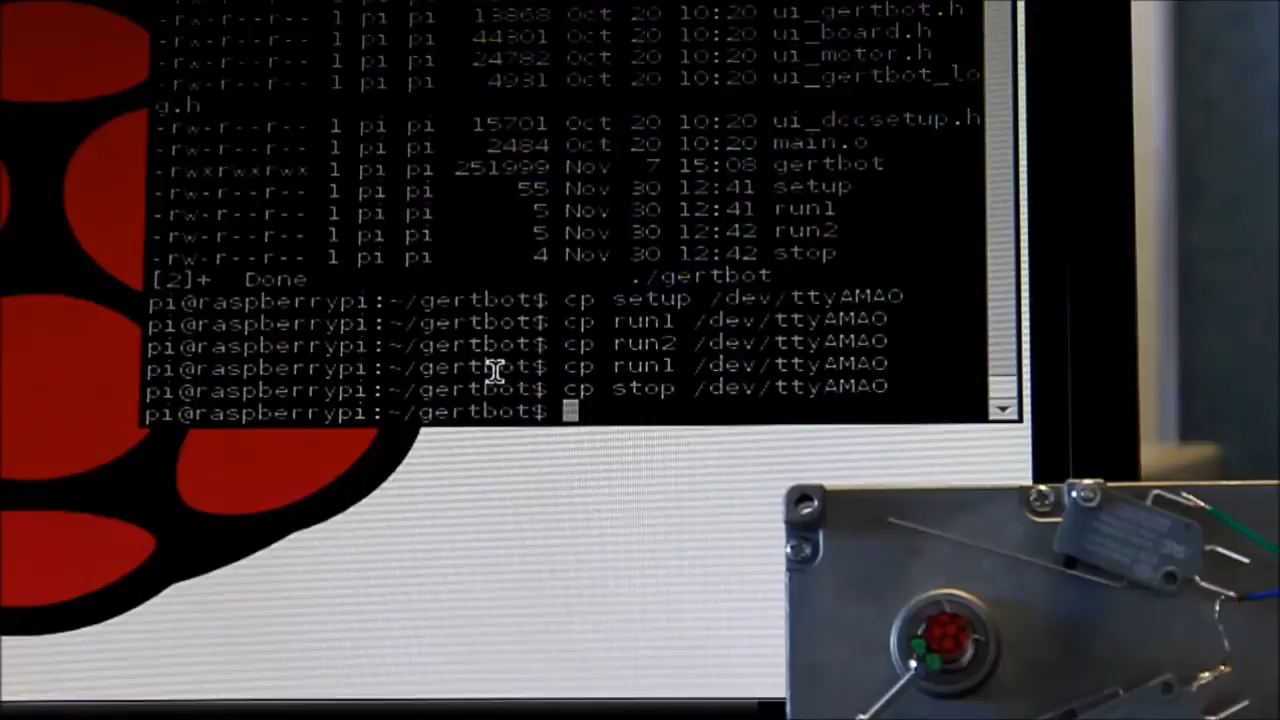 -rw-r--r-- 1 pi pi 13868 Oct 20 10:20 ui_gertbot.h
-rw-r--r-- 1 pi pi 44301 Oct 20 10:20 ui_board.h
-rw-r--r-- 1 pi pi 24782 Oct 20 10:20 ui_motor.h
-rw-r--r-- 1 pi pi 4931 Oct 20 10:20 ui_gertbot_lo
g.h
-rw-r--r-- 1 pi pi 15701 Oct 20 10:20 ui_dccsetup.h
-rw-r--r-- 1 pi pi 2484 Oct 20 10:20 main.o
-rwxrwxrwx 1 pi pi 251999 Nov 7 15:08 gertbot
-rw-r--r-- 1 pi pi 55 Nov 30 12:41 setup
-rw-r--r-- 1 pi pi 5 Nov 30 12:41 run1
-rw-r--r-- 1 pi pi 5 Nov 30 12:42 run2
-rw-r--r-- 1 pi pi 4 Nov 30 12:42 stop
[2]+ Done ./gertbot
pi@raspberrypi:~/gertbot$ cp setup /dev/ttyAMA0
pi@raspberrypi:~/gertbot$ cp run1 /dev/ttyAMA0
pi@raspberrypi:~/gertbot$ cp run2 /dev/ttyAMA0
pi@raspberrypi:~/gertbot$ cp run1 /dev/ttyAMA0
pi@raspberrypi:~/gertbot$ cp stop /dev/ttyAMA0
pi@raspberrypi:~/gertbot$